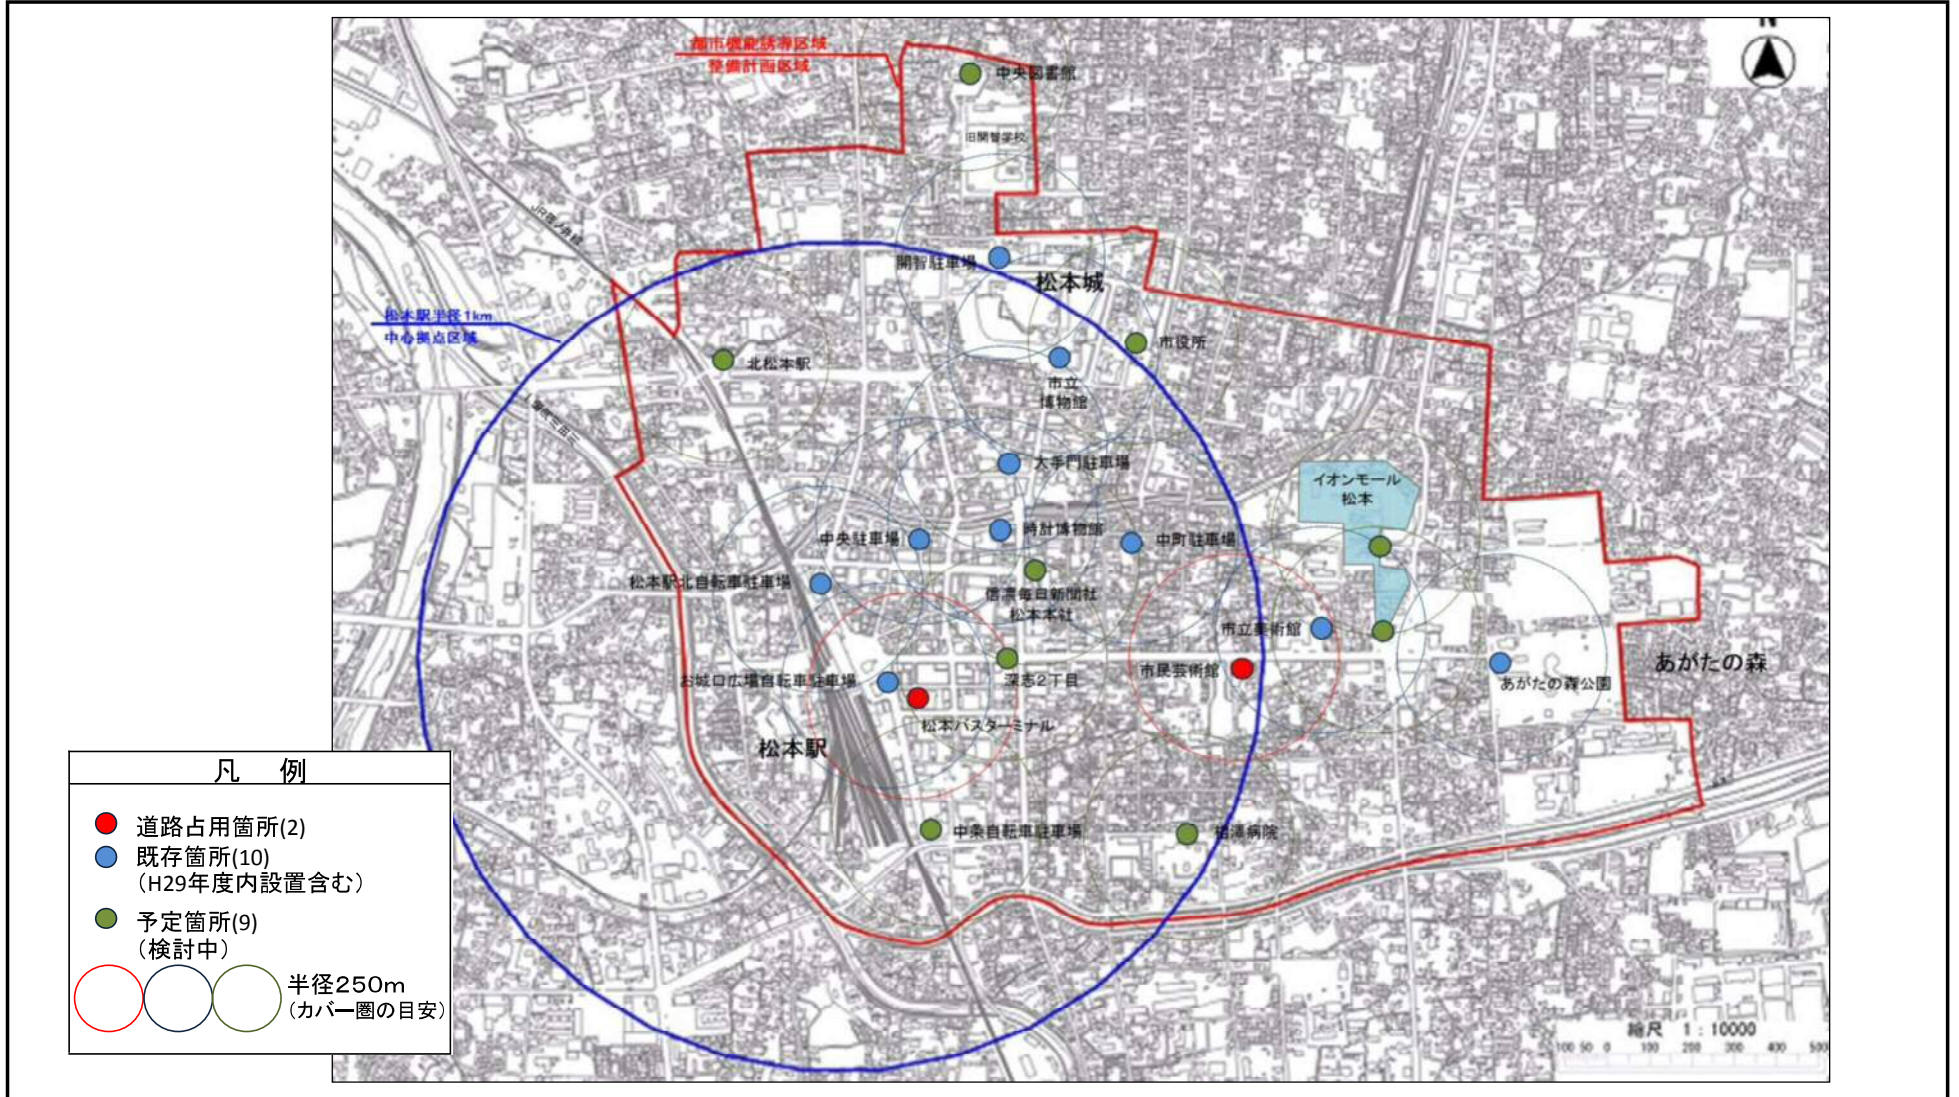 N
都市機能誘導区域
整備計画区域
中央図書館
旧開智学校
開智駐車場
松本城
松本駅半径1km
中心拠点区域
市役所
北松本駅
市立
博物館
大手門駐車場
イオンモール
松本
中央駐車場
時計博物館
中町駐車場
松本駅北自転車駐車場
信濃毎日新聞社
松本本社
市立美術館
市民芸術館
あがたの森
お城口広場自転車駐車場
深志2丁目
あがたの森公園
松本バスターミナル
松本駅
中条自転車駐車場
相澤病院
凡 例
道路占用箇所(2)
既存箇所(10)
（H29年度内設置含む）
予定箇所(9)
（検討中）
半径250m
（カバー圏の目安）
縮尺 1：10000
100 50 0 100 200 300 400 500